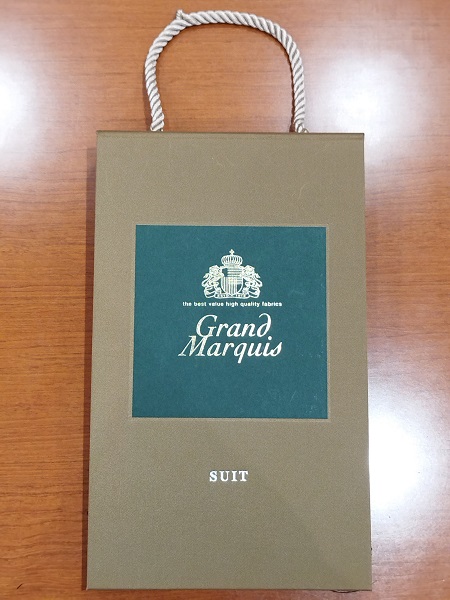 the best value high quality fabrics
Grand
Marquis
SUIT